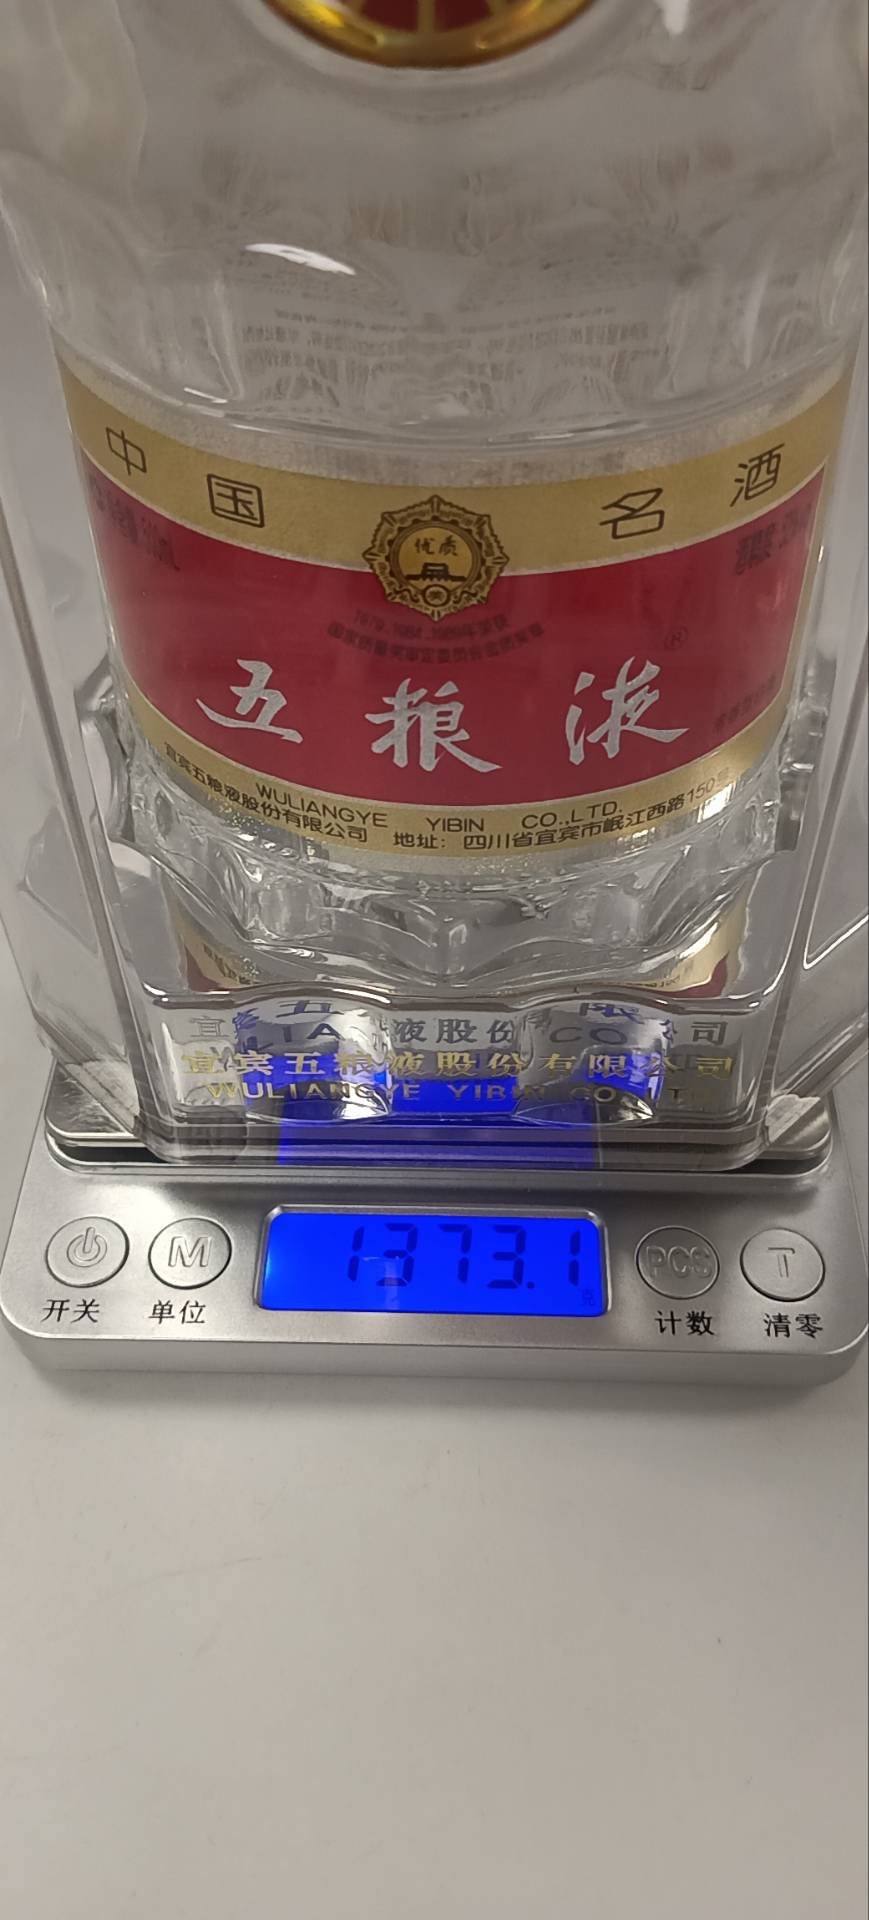 中国名酒
优质
五粮液
WULIANGYE YIBIN CO.,LTD.
宜宾五粮液股份有限公司 地址：四川省宜宾市岷江西路150号
宜宾五粮液股份有限公司
WULIANGYE YIBIN CO.,LTD.
1373.1
克
M
PCS
T
开关
单位
计数
清零